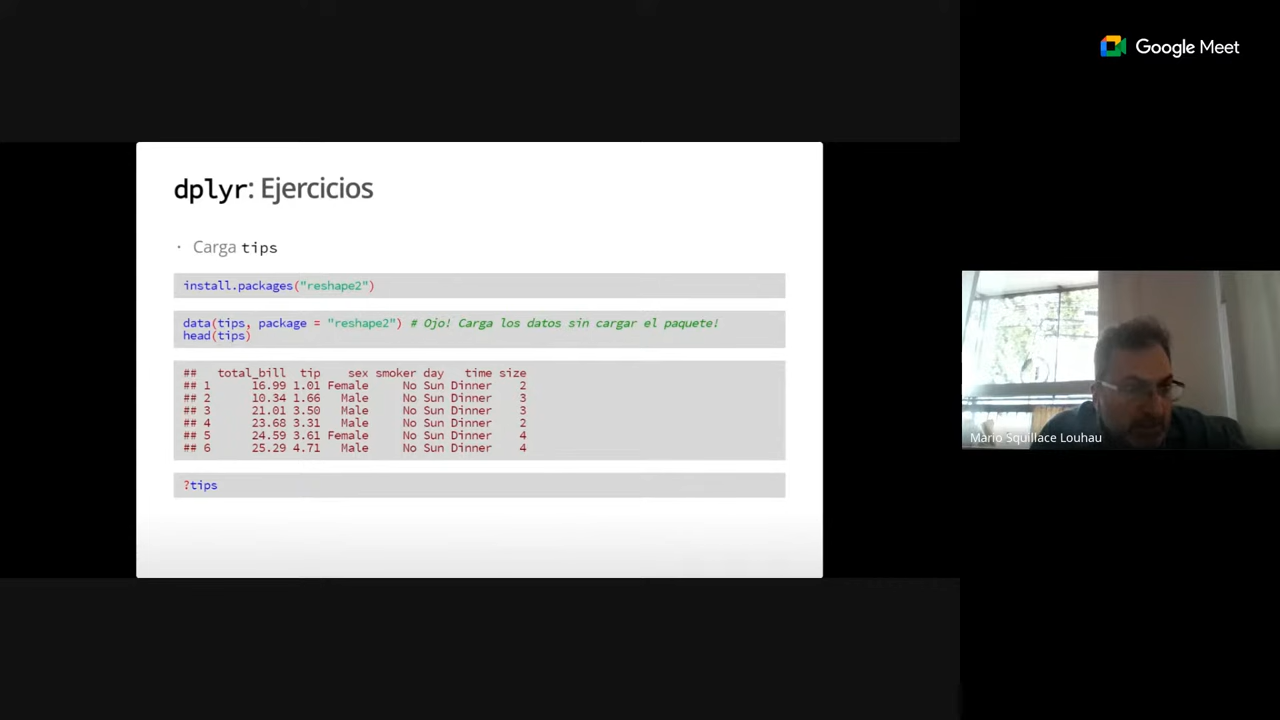 Google Meet
dplyr: Ejercicios
· Carga tips
install.packages("reshape2")
data(tips, package = "reshape2") # Ojo! Carga los datos sin cargar el paquete!
head(tips)
##   total_bill  tip    sex smoker day   time size
## 1      16.99 1.01 Female     No Sun Dinner    2
## 2      10.34 1.66   Male     No Sun Dinner    3
## 3      21.01 3.50   Male     No Sun Dinner    3
## 4      23.68 3.31   Male     No Sun Dinner    2
## 5      24.59 3.61 Female     No Sun Dinner    4
## 6      25.29 4.71   Male     No Sun Dinner    4
?tips
Mario Squillace Louhau